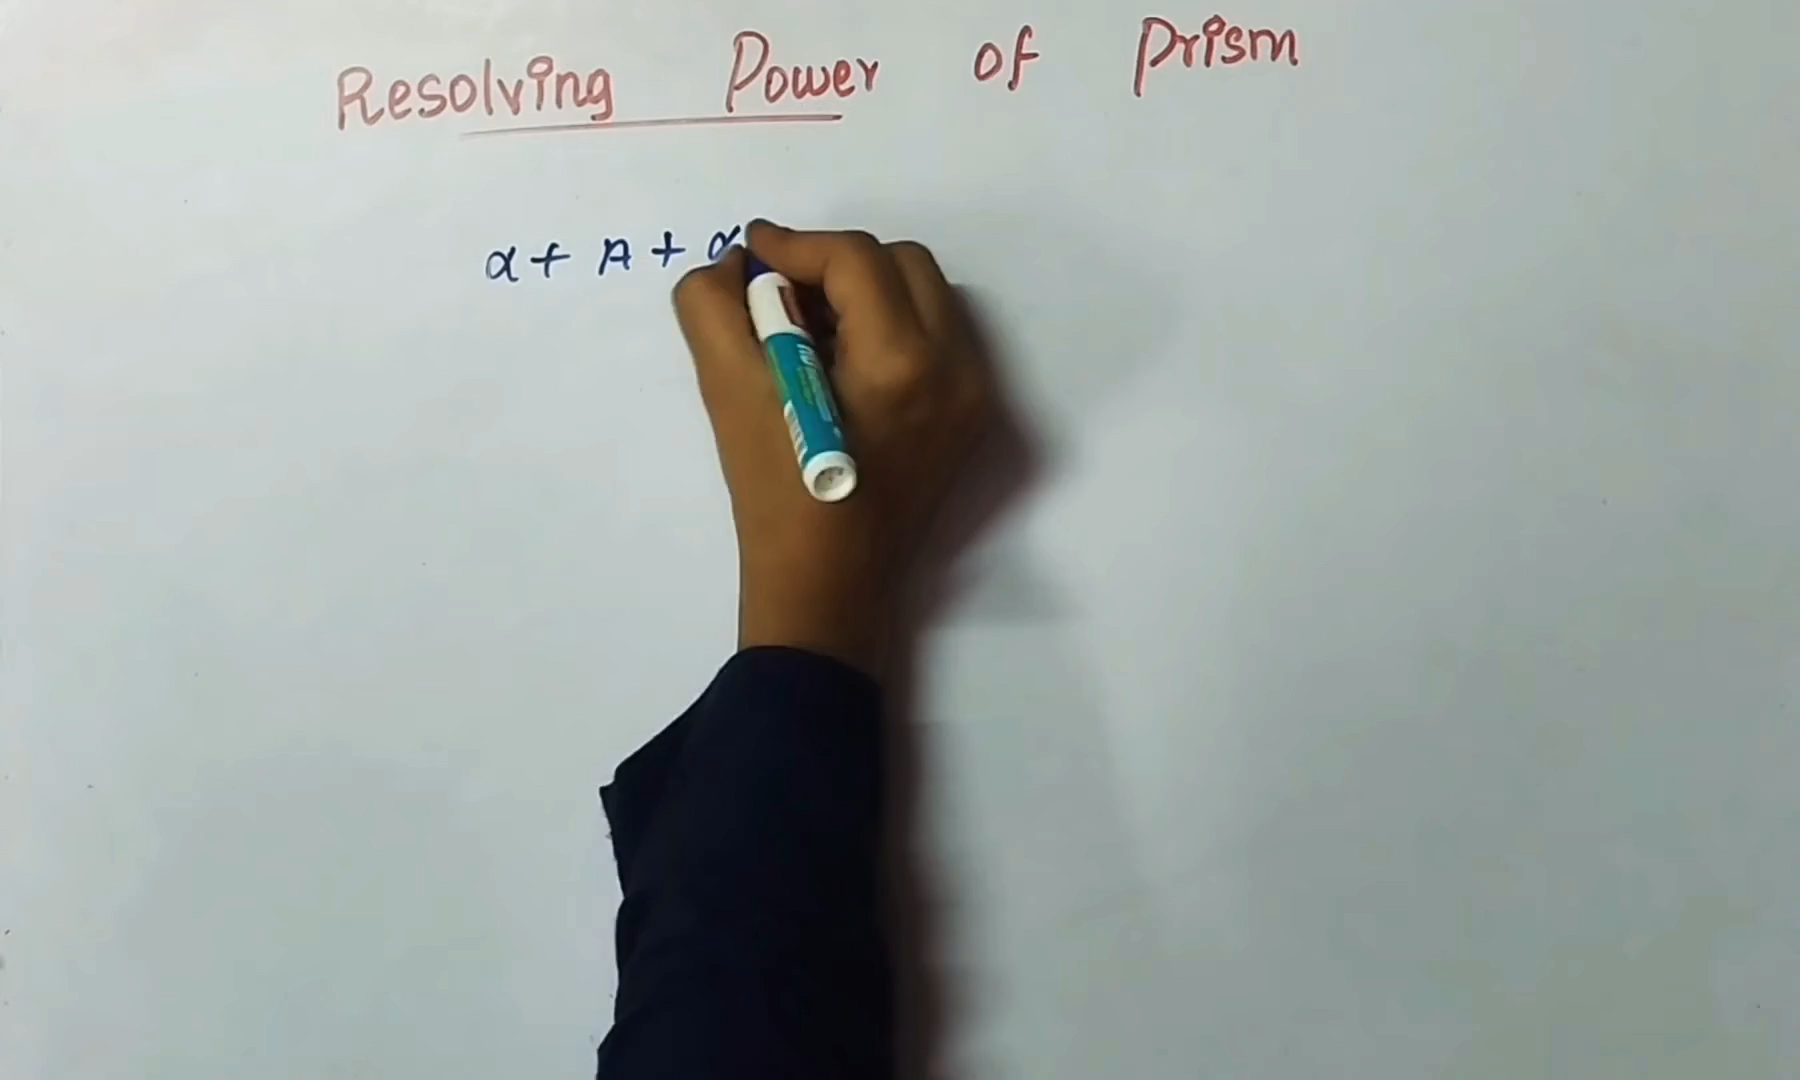 Resolving Power of Prism
α + A + α